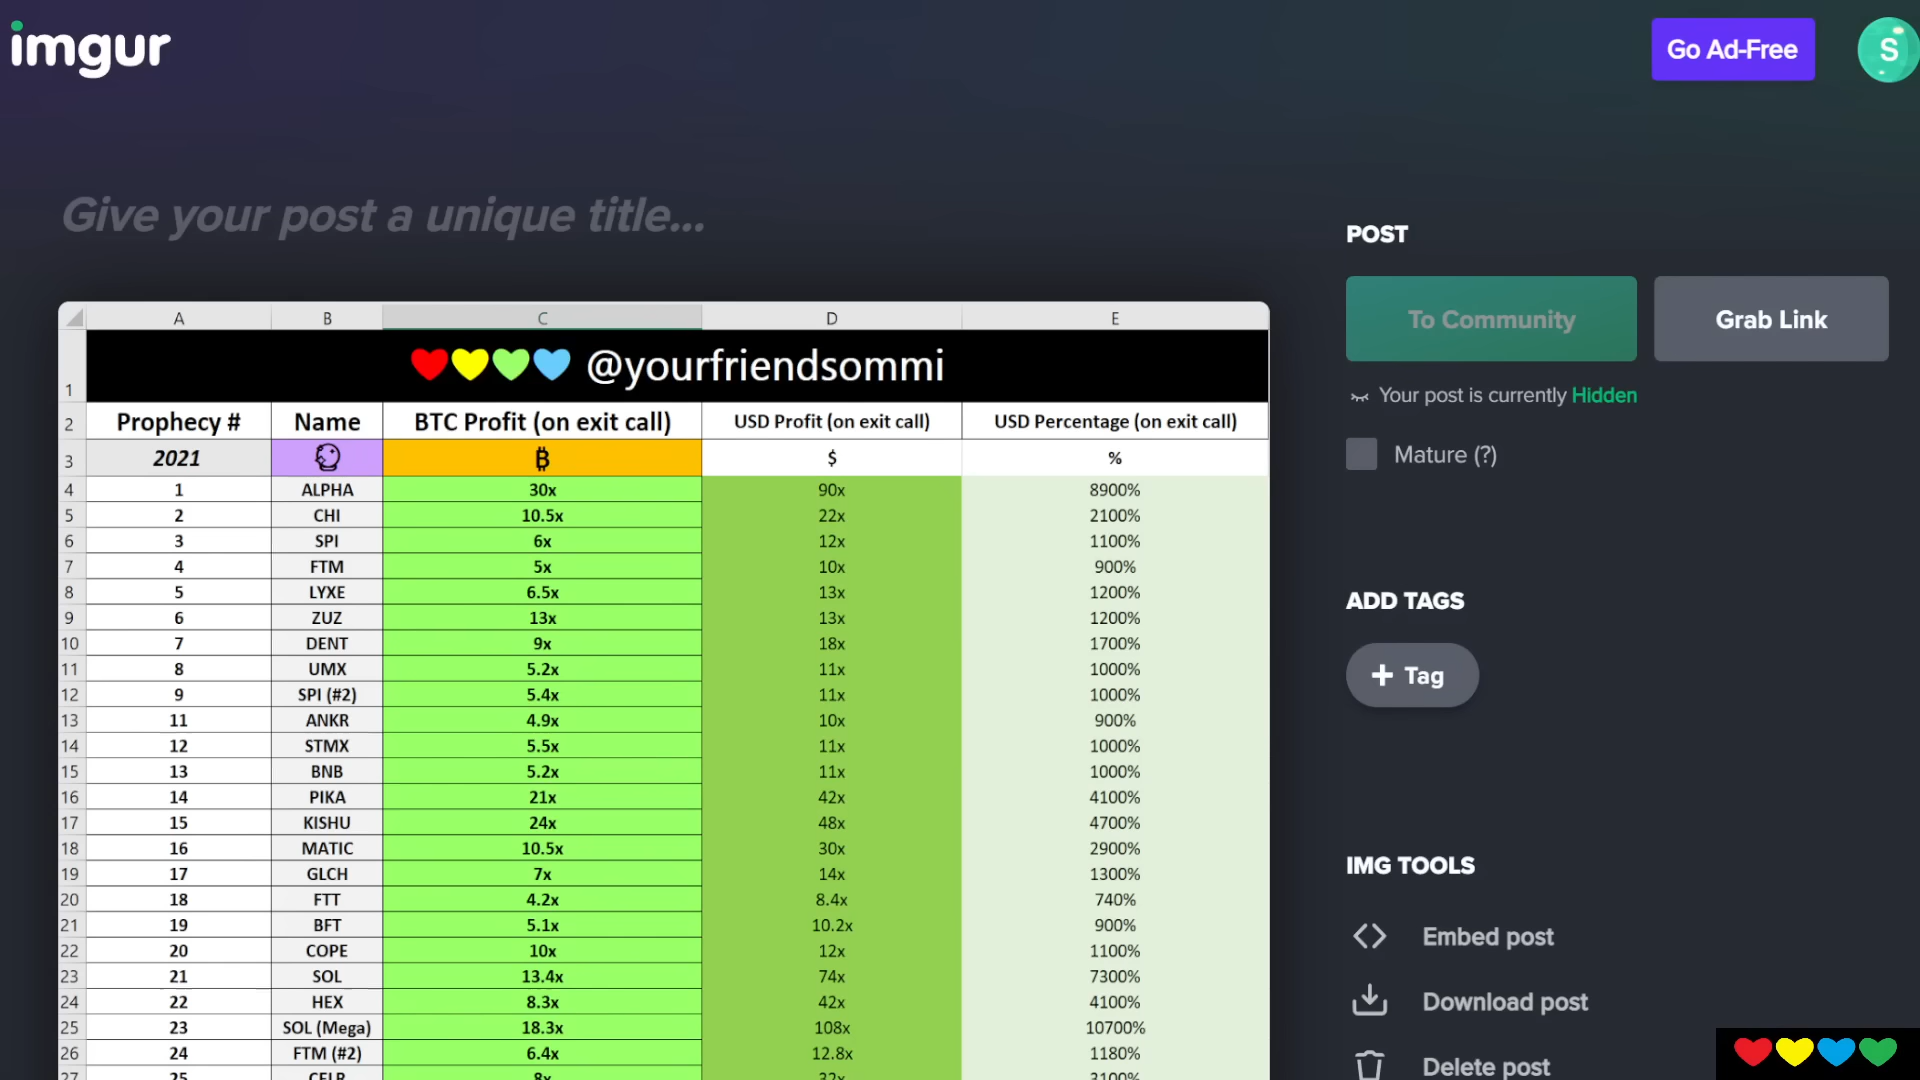 imgur
Go Ad-Free
S
Give your post a unique title...
POST
To Community
Grab Link
Your post is currently Hidden
Mature (?)
ADD TAGS
+ Tag
IMG TOOLS
Embed post
Download post
Delete post
A B C D E
1 @yourfriendsommi
2 Prophecy # Name BTC Profit (on exit call) USD Profit (on exit call) USD Percentage (on exit call)
3 2021 ₿ $ %
4 1 ALPHA 30x 90x 8900%
5 2 CHI 10.5x 22x 2100%
6 3 SPI 6x 12x 1100%
7 4 FTM 5x 10x 900%
8 5 LYXE 6.5x 13x 1200%
9 6 ZUZ 13x 13x 1200%
10 7 DENT 9x 18x 1700%
11 8 UMX 5.2x 11x 1000%
12 9 SPI (#2) 5.4x 11x 1000%
13 11 ANKR 4.9x 10x 900%
14 12 STMX 5.5x 11x 1000%
15 13 BNB 5.2x 11x 1000%
16 14 PIKA 21x 42x 4100%
17 15 KISHU 24x 48x 4700%
18 16 MATIC 10.5x 30x 2900%
19 17 GLCH 7x 14x 1300%
20 18 FTT 4.2x 8.4x 740%
21 19 BFT 5.1x 10.2x 900%
22 20 COPE 10x 12x 1100%
23 21 SOL 13.4x 74x 7300%
24 22 HEX 8.3x 42x 4100%
25 23 SOL (Mega) 18.3x 108x 10700%
26 24 FTM (#2) 6.4x 12.8x 1180%
27 25 CELR 8x 32x 3100%